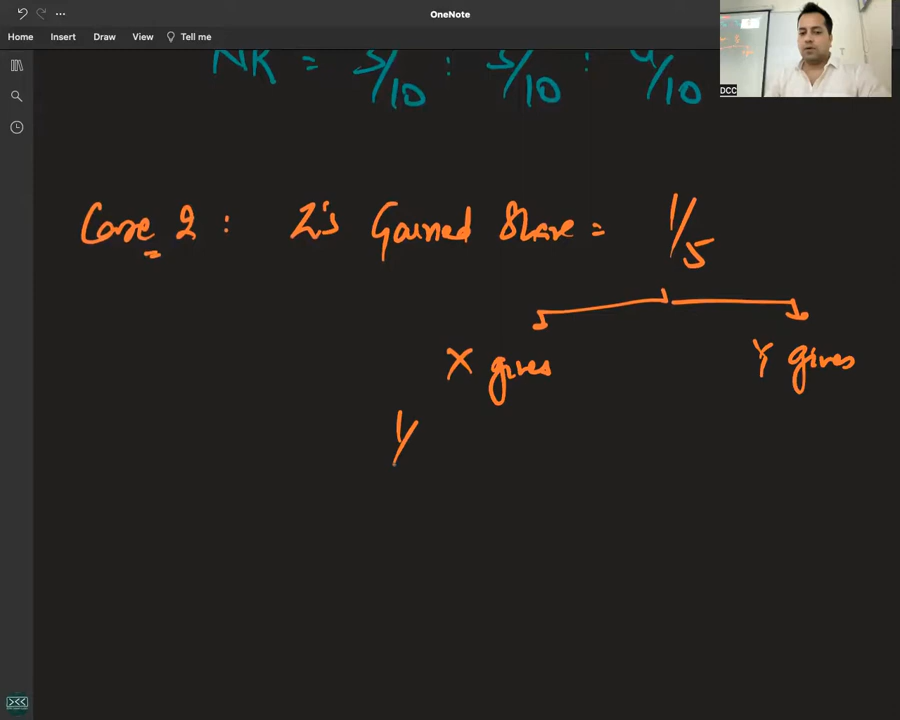 OneNote
Home Insert Draw View Tell me
DCC
NR = 3/10 : 3/10 : 4/10
Case 2 : Z's Gained Share = 1/5
X gives Y gives
1/